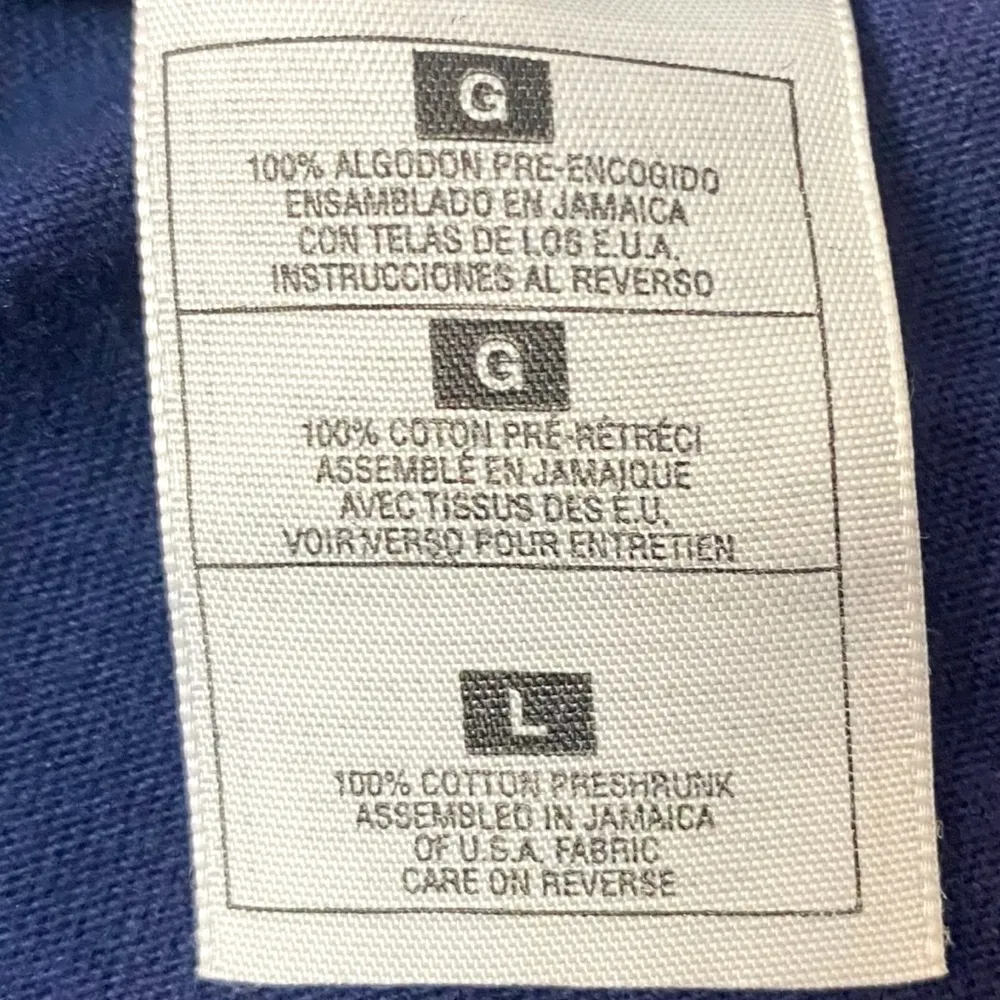 G
100% ALGODON PRE-ENCOGIDO
ENSAMBLADO EN JAMAICA
CON TELAS DE LOS E.U.A.
INSTRUCCIONES AL REVERSO
G
100% COTON PRÉ-RÉTRÉCI
ASSEMBLÉ EN JAMAIQUE
AVEC TISSUS DES É.U.
VOIR VERSO POUR ENTRETIEN
L
100% COTTON PRESHRUNK
ASSEMBLED IN JAMAICA
OF U.S.A. FABRIC
CARE ON REVERSE